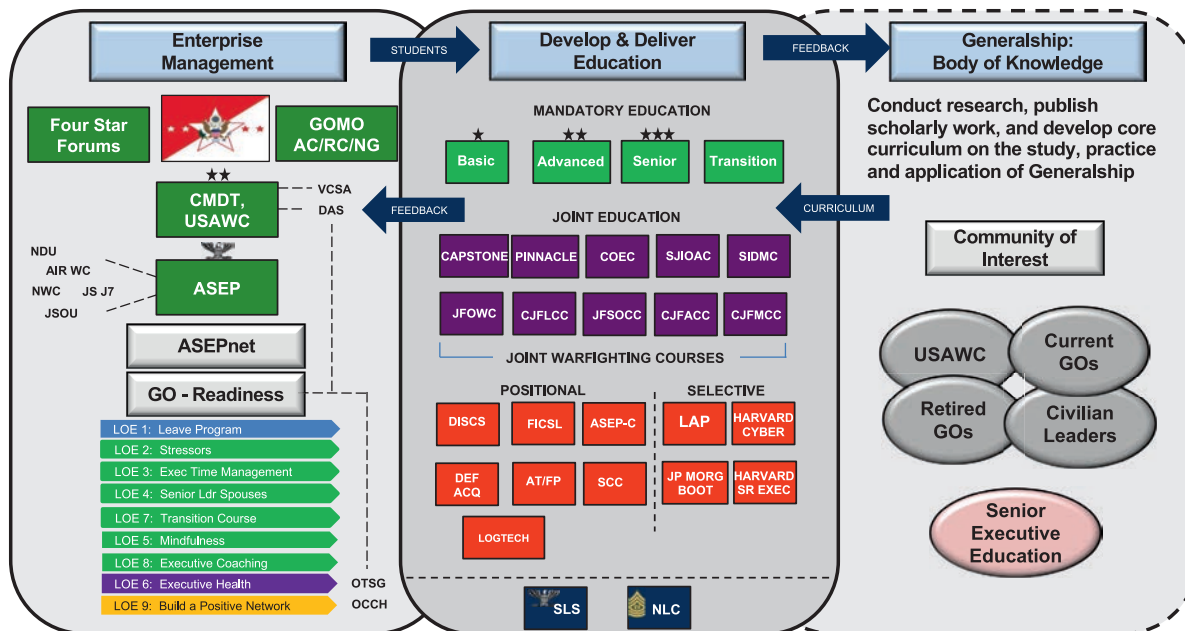 Enterprise
Management
STUDENTS
Develop & Deliver
Education
FEEDBACK
Generalship:
Body of Knowledge
Four Star
Forums
GOMO
AC/RC/NG
CMDT,
USAWC
VCSA
DAS
FEEDBACK
NDU
AIR WC
NWC
JS J7
JSOU
ASEP
ASEPnet
GO - Readiness
LOE 1: Leave Program
LOE 2: Stressors
LOE 3: Exec Time Management
LOE 4: Senior Ldr Spouses
LOE 7: Transition Course
LOE 5: Mindfulness
LOE 8: Executive Coaching
LOE 6: Executive Health
LOE 9: Build a Positive Network
OTSG
OCCH
MANDATORY EDUCATION
Basic
Advanced
Senior
Transition
JOINT EDUCATION
CURRICULUM
CAPSTONE
PINNACLE
COEC
SJIOAC
SIDMC
JFOWC
CJFLCC
JFSOCC
CJFACC
CJFMCC
JOINT WARFIGHTING COURSES
POSITIONAL
SELECTIVE
DISCS
FICSL
ASEP-C
LAP
HARVARD
CYBER
DEF
ACQ
AT/FP
SCC
JP MORG
BOOT
HARVARD
SR EXEC
LOGTECH
SLS
NLC
Conduct research, publish
scholarly work, and develop core
curriculum on the study, practice
and application of Generalship
Community of
Interest
USAWC
Current
GOs
Retired
GOs
Civilian
Leaders
Senior
Executive
Education